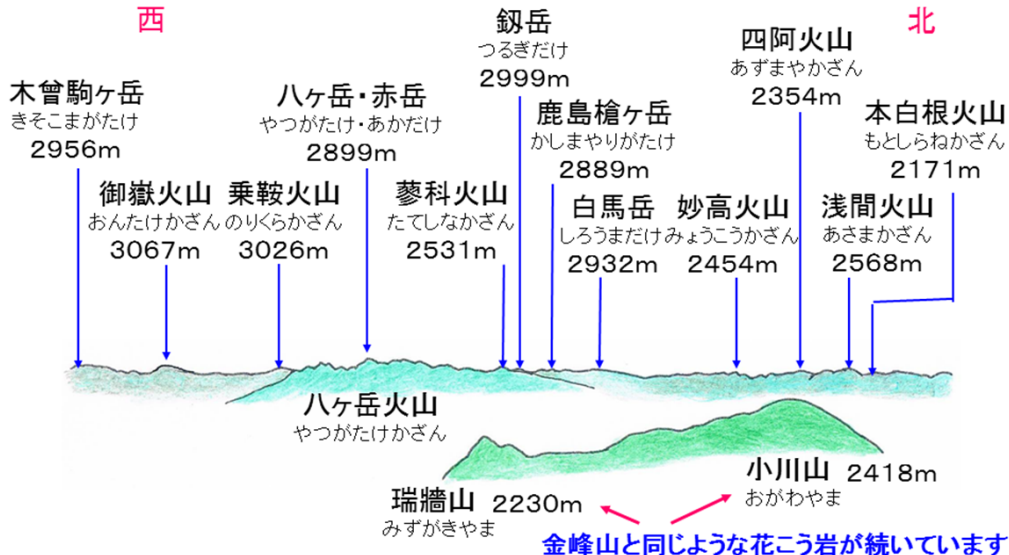 西
北
釼岳
つるぎだけ
2999m
四阿火山
あずまやかざん
2354m
木曾駒ヶ岳
きそこまがたけ
2956m
八ヶ岳・赤岳
やつがたけ・あかだけ
2899m
鹿島槍ヶ岳
かしまやりがたけ
2889m
本白根火山
もとしらねかざん
2171m
御嶽火山
おんたけかざん
3067m
乗鞍火山
のりくらかざん
3026m
蓼科火山
たてしなかざん
2531m
白馬岳
しろうまだけ
2932m
妙高火山
みょうこうかざん
2454m
浅間火山
あさまかざん
2568m
八ヶ岳火山
やつがたけかざん
瑞牆山 2230m
みずがきやま
小川山 2418m
おがわやま
金峰山と同じような花こう岩が続いています